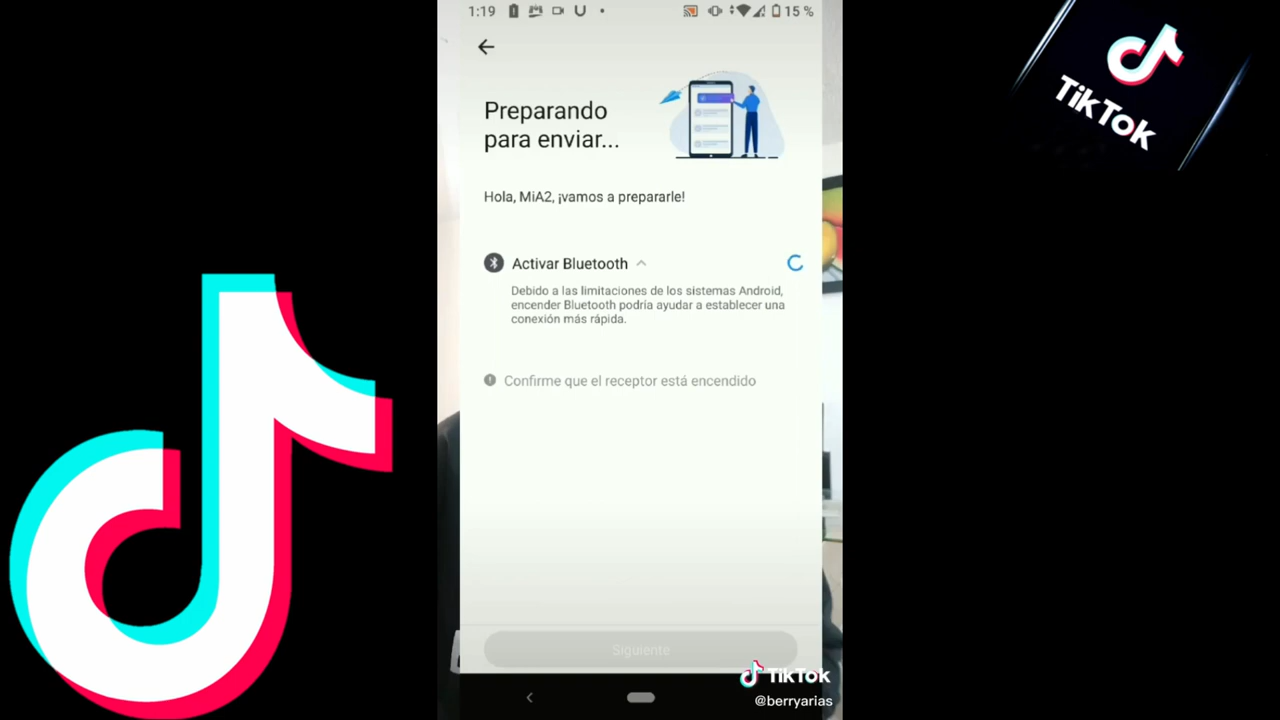 1:19
15 %
Preparando
para enviar...
Hola, MiA2, ¡vamos a prepararle!
Activar Bluetooth
Debido a las limitaciones de los sistemas Android,
encender Bluetooth podría ayudar a establecer una
conexión más rápida.
Confirme que el receptor está encendido
Siguiente
TikTok
@berryarias
TikTok